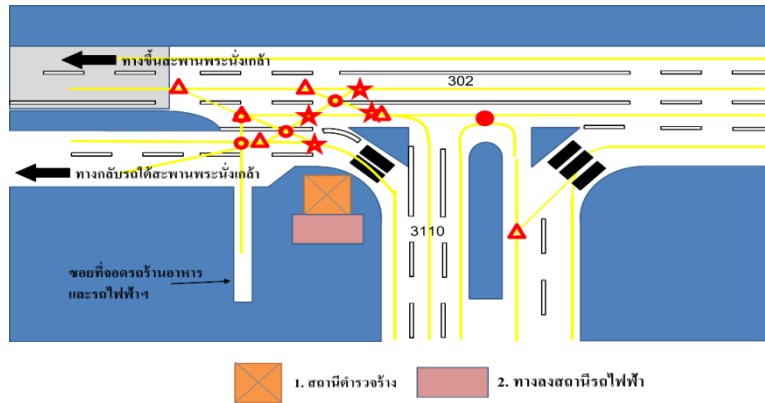 ทางขึ้นสะพานพระนั่งเกล้า
302
ทางกลับรถใต้สะพานพระนั่งเกล้า
3110
ซอยที่จอดรถร้านอาหาร
และรถไฟฟ้าฯ
1. สถานีตำรวจร้าง
2. ทางลงสถานีรถไฟฟ้า